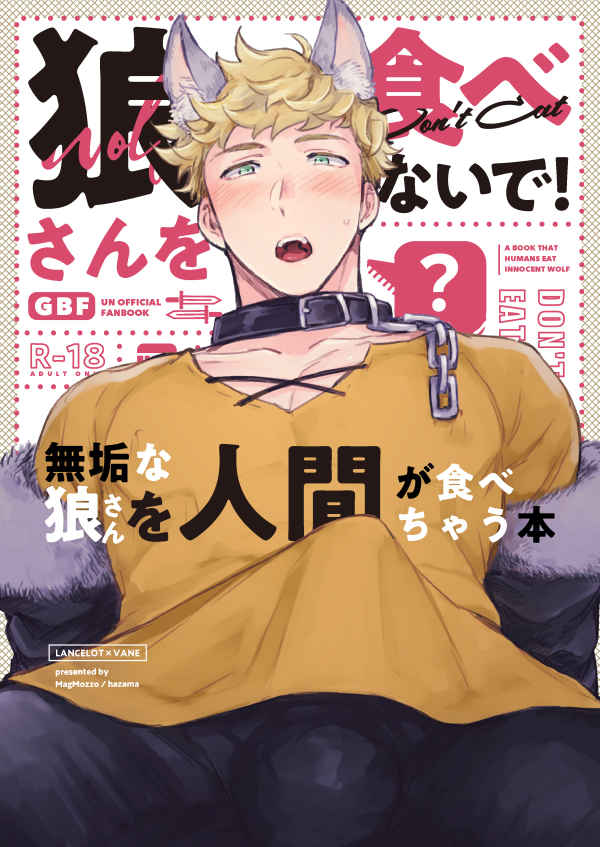 狼
さんを
食べ
ないで!
Don't Eat
Wolf
GBF
UN OFFICIAL
FANBOOK
?
A BOOK THAT
HUMANS EAT
INNOCENT WOLF
DON'T
EAT
R-18
ADULT ON
無垢な
狼さんを人間が食べ
ちゃう本
LANCELOT×VANE
presented by
MagMozzo / hazama